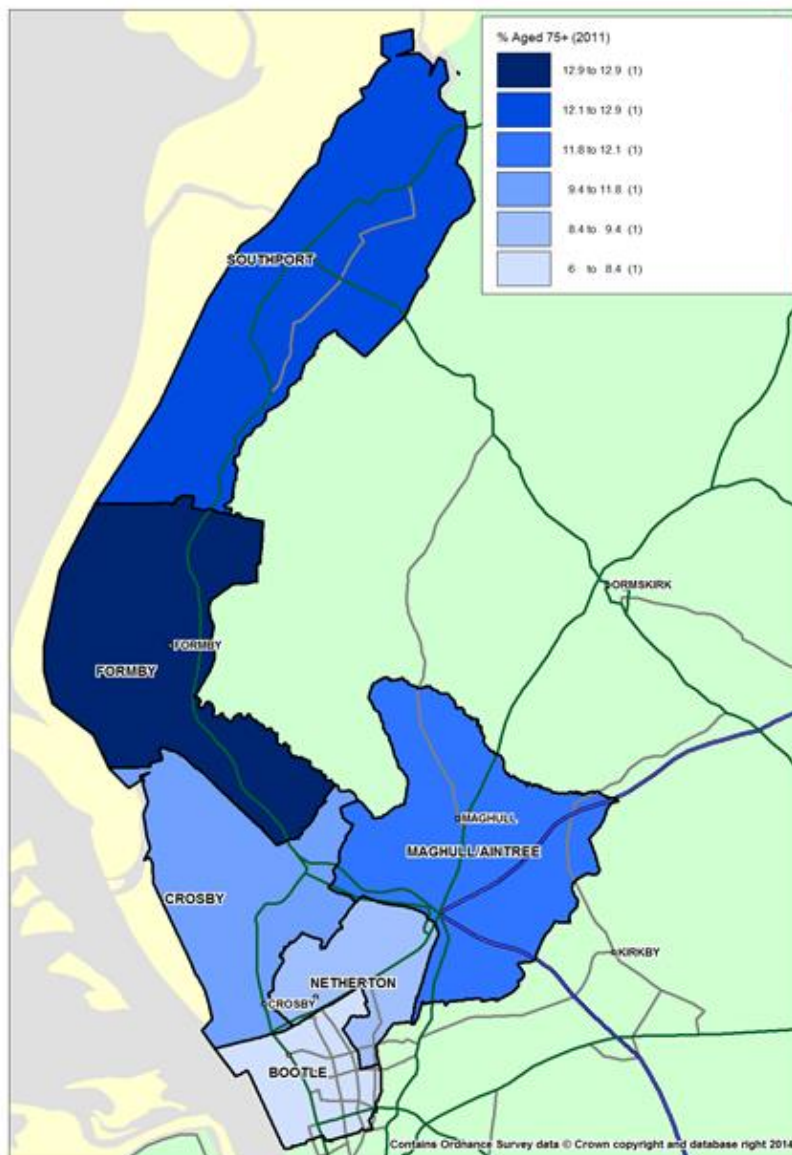 % Aged 75+ (2011)
12.9 to 12.9 (1)
12.1 to 12.9 (1)
11.8 to 12.1 (1)
9.4 to 11.8 (1)
8.4 to 9.4 (1)
6 to 8.4 (1)
SOUTHPORT
ORMSKIRK
FORMBY
FORMBY
MAGHULL
MAGHULL/AINTREE
CROSBY
KIRKBY
NETHERTON
CROSBY
BOOTLE
Contains Ordnance Survey data © Crown copyright and database right 2014